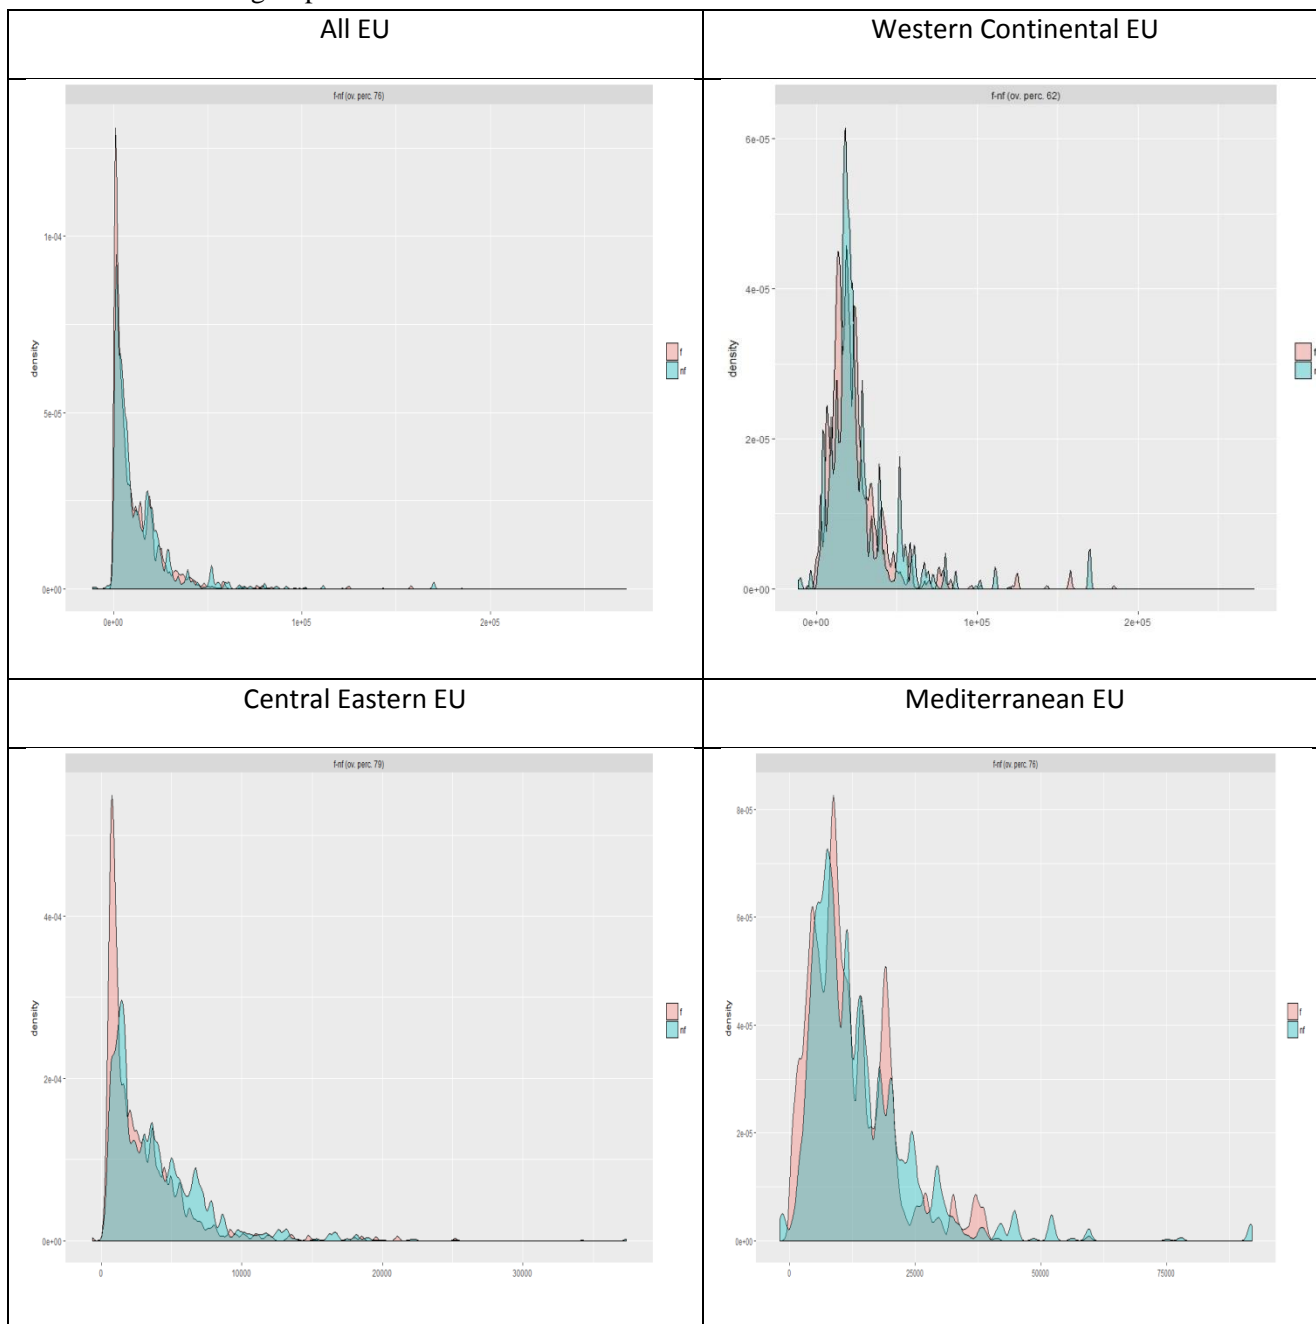 All EU
Western Continental EU
f-nf (ov. perc. 76)
1e-04
5e-05
0e+00
density
0e+00
1e+05
2e+05
f
nf
f-nf (ov. perc. 62)
6e-05
4e-05
2e-05
0e+00
density
0e+00
1e+05
2e+05
Central Eastern EU
Mediterranean EU
f-nf (ov. perc. 79)
4e-04
2e-04
0e+00
density
0
10000
20000
30000
f
nf
f-nf (ov. perc. 76)
8e-05
6e-05
4e-05
2e-05
0e+00
density
0
25000
50000
75000
f
nf